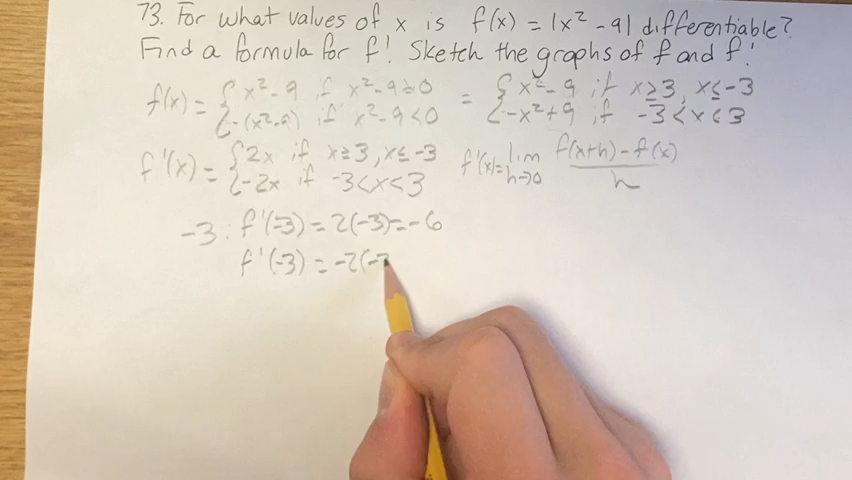 73. For what values of x is f(x) = |x² - 9| differentiable?
Find a formula for f'. Sketch the graphs of f and f'.
f(x) = { x² - 9 if x² - 9 ≥ 0 = { x² - 9 if x ≥ 3, x ≤ -3
{ -(x² - 9) if x² - 9 < 0 { -x² + 9 if -3 < x < 3
f'(x) = { 2x if x ≥ 3, x ≤ -3 f'(x) = lim h→0 f(x+h) - f(x) / h
{ -2x if -3 < x < 3
-3 : f'(-3) = 2(-3) = -6
f'(-3) = -2(-3